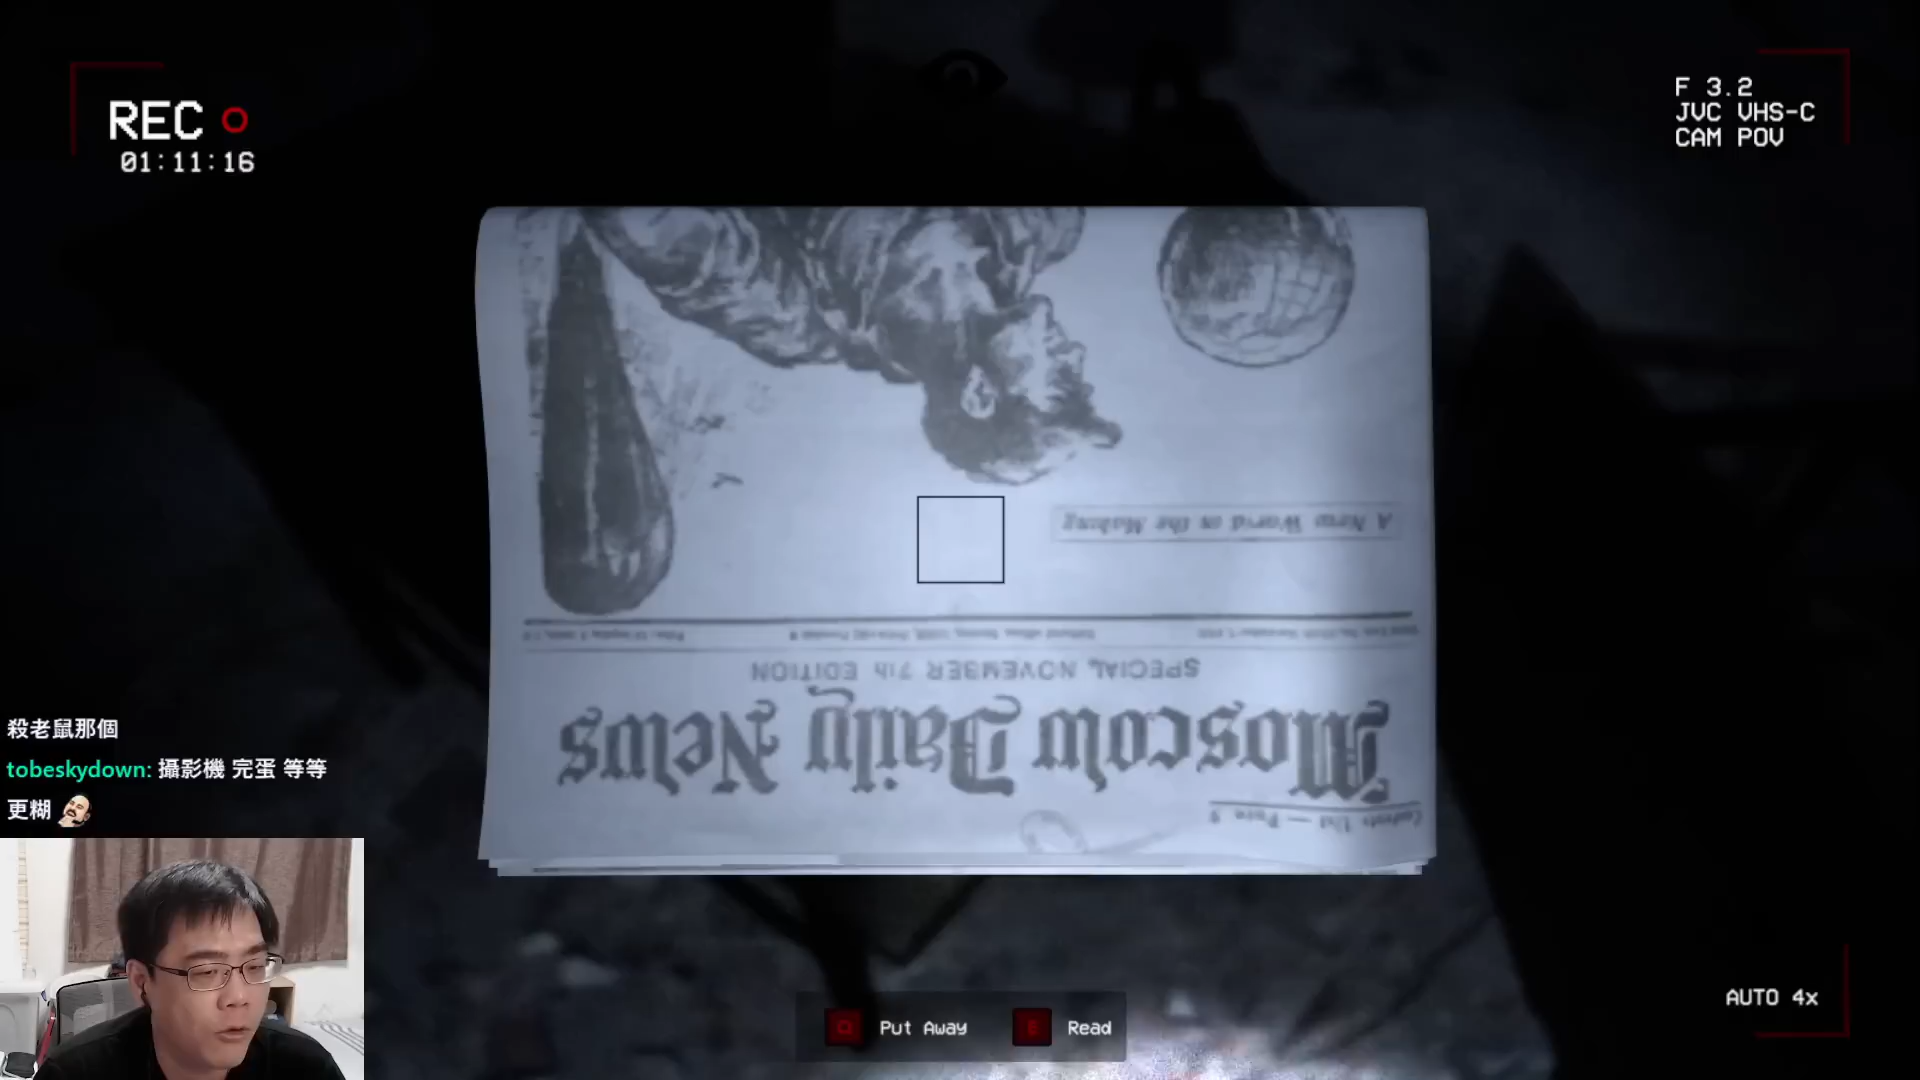 REC
01:11:16
F 3.2
JVC VHS-C
CAM POV
A New World in the Making
SPECIAL NOVEMBER 7th EDITION
Moscow Daily News
殺老鼠那個
tobeskydown: 攝影機 完蛋 等等
更糊
Put Away
Read
AUTO 4x